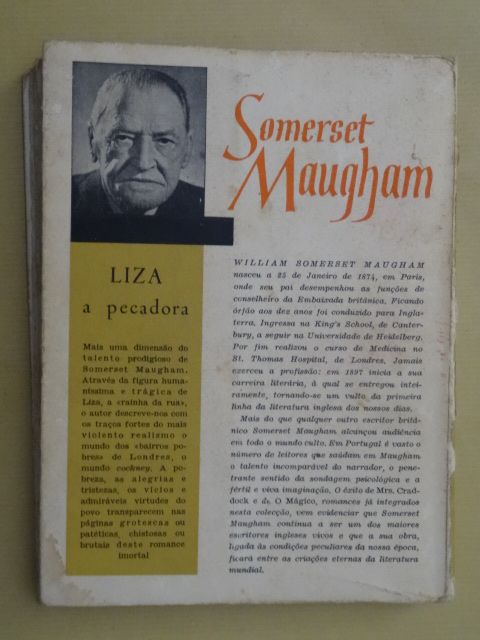 Somerset
Maugham
LIZA
a pecadora
Mais uma dimensão do
talento prodigioso de
Somerset Maugham.
Através da figura huma-
níssima e trágica de
Liza, a «rainha da rua»,
o autor descreve-nos com
os traços fortes do mais
violento realismo o
mundo dos «bairros po-
bres» de Londres, o
mundo cockney. A po-
breza, as alegrias e
tristezas, os vícios e
admiráveis virtudes do
povo transparecem nas
páginas grotescas ou
patéticas, chistosas ou
brutais deste romance
imortal
WILLIAM SOMERSET MAUGHAM
nasceu a 25 de Janeiro de 1874, em Paris,
onde seu pai desempenhou as funções de
conselheiro da Embaixada britânica. Ficando
órfão aos dez anos foi conduzido para Ingla-
terra. Ingressa na King's School, de Canter-
bury, a seguir na Universidade de Heidelberg.
Por fim realizou o curso de Medicina no
St. Thomas Hospital, de Londres. Jamais
exerceu a profissão: em 1897 inicia a sua
carreira literária, à qual se entregou intei-
ramente, tornando-se um vulto da primeira
linha da literatura inglesa dos nossos dias.
Mais do que qualquer outro escritor britâ-
nico Somerset Maugham alcançou audiência
em todo o mundo culto. Em Portugal é vasto o
número de leitores que saúdam em Maugham
o talento incomparável do narrador, o pene-
trante sentido da sondagem psicológica e a
fértil e viva imaginação. O êxito de Mrs. Crad-
dock e de O Mágico, romances já integrados
nesta colecção, vem evidenciar que Somerset
Maugham continua a ser um dos maiores
escritores ingleses vivos e que a sua obra,
ligada às condições peculiares da nossa época,
ficará entre as criações eternas da literatura
mundial.